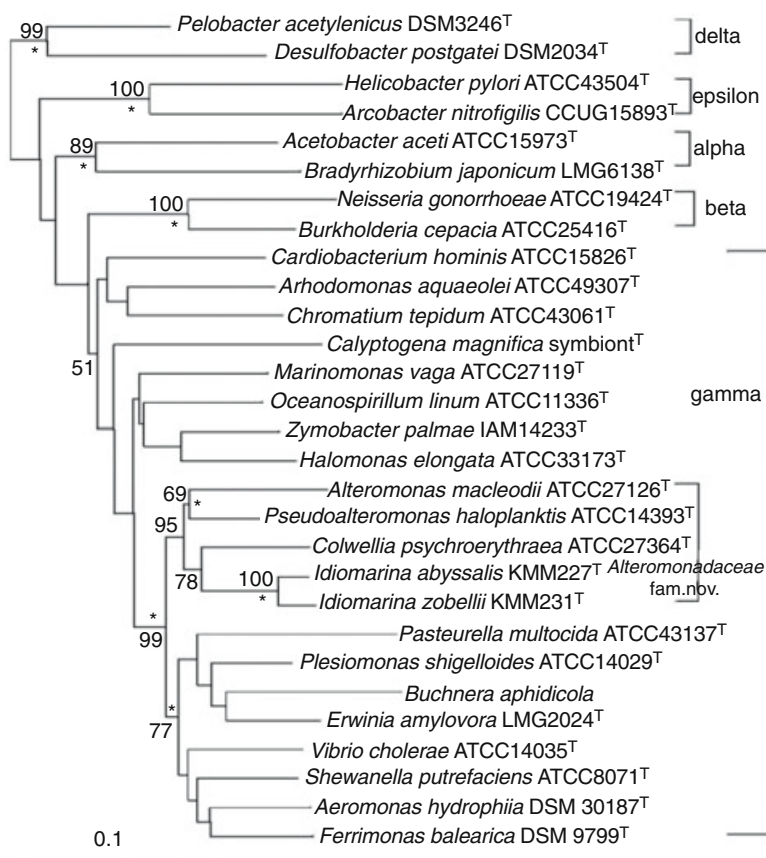 99
*
Pelobacter acetylenicus DSM3246T
Desulfobacter postgatei DSM2034T
delta
100
*
Helicobacter pylori ATCC43504T
Arcobacter nitrofigilis CCUG15893T
epsilon
89
*
Acetobacter aceti ATCC15973T
Bradyrhizobium japonicum LMG6138T
alpha
100
*
Neisseria gonorrhoeae ATCC19424T
Burkholderia cepacia ATCC25416T
beta
Cardiobacterium hominis ATCC15826T
Arhodomonas aquaeolei ATCC49307T
Chromatium tepidum ATCC43061T
Calyptogena magnifica symbiontT
51
Marinomonas vaga ATCC27119T
gamma
Oceanospirillum linum ATCC11336T
Zymobacter palmae IAM14233T
Halomonas elongata ATCC33173T
69
*
Alteromonas macleodii ATCC27126T
95
Pseudoalteromonas haloplanktis ATCC14393T
Colwellia psychroerythraea ATCC27364T
78
100
*
Idiomarina abyssalis KMM227T
Idiomarina zobellii KMM231T
Alteromonadaceae
fam.nov.
*
99
Pasteurella multocida ATCC43137T
Plesiomonas shigelloides ATCC14029T
Buchnera aphidicola
*
77
Erwinia amylovora LMG2024T
Vibrio cholerae ATCC14035T
Shewanella putrefaciens ATCC8071T
Aeromonas hydrophiia DSM 30187T
Ferrimonas balearica DSM 9799T
0.1